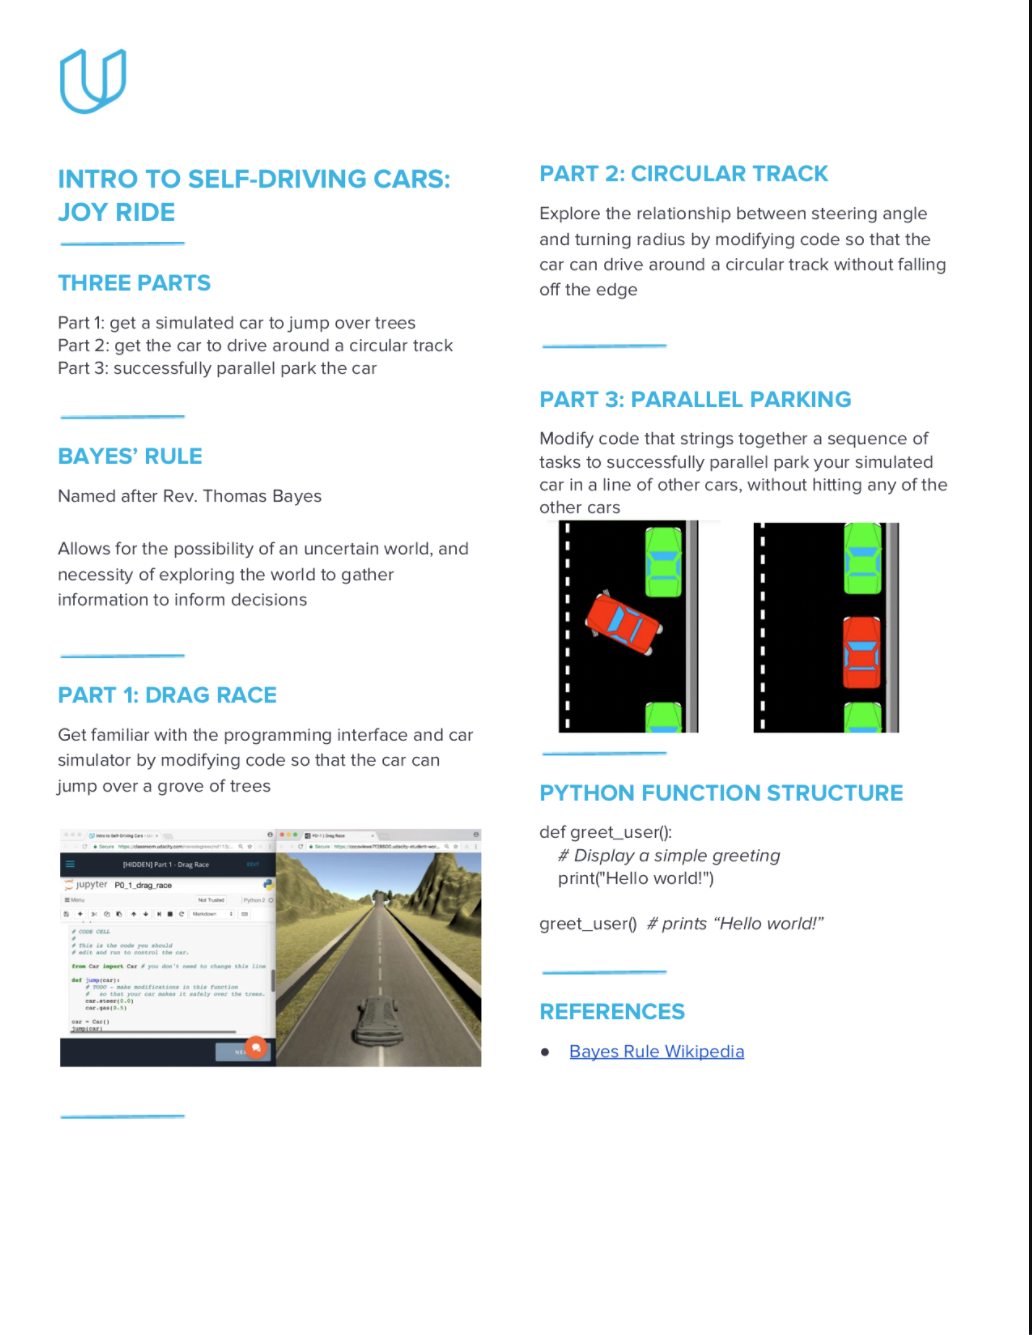 INTRO TO SELF-DRIVING CARS:
JOY RIDE
THREE PARTS
Part 1: get a simulated car to jump over trees
Part 2: get the car to drive around a circular track
Part 3: successfully parallel park the car
BAYES’ RULE
Named after Rev. Thomas Bayes
Allows for the possibility of an uncertain world, and
necessity of exploring the world to gather
information to inform decisions
PART 1: DRAG RACE
Get familiar with the programming interface and car
simulator by modifying code so that the car can
jump over a grove of trees
[HIDDEN] Part 1 - Drag Race
EDIT
jupyter P0_1_drag_race
Menu
Not Trusted
Python 2
Markdown
# CODE CELL
#
# This is the code you should
# edit and run to control the car.
from Car import Car # you don't need to change this line
def jump(car):
# TODO - make modifications in this function
# so that your car makes it safely over the trees.
car.steer(0.0)
car.gas(0.5)
car = Car()
jump(car)
PART 2: CIRCULAR TRACK
Explore the relationship between steering angle
and turning radius by modifying code so that the
car can drive around a circular track without falling
off the edge
PART 3: PARALLEL PARKING
Modify code that strings together a sequence of
tasks to successfully parallel park your simulated
car in a line of other cars, without hitting any of the
other cars
PYTHON FUNCTION STRUCTURE
def greet_user():
# Display a simple greeting
print("Hello world!")
greet_user() # prints “Hello world!”
REFERENCES
● Bayes Rule Wikipedia